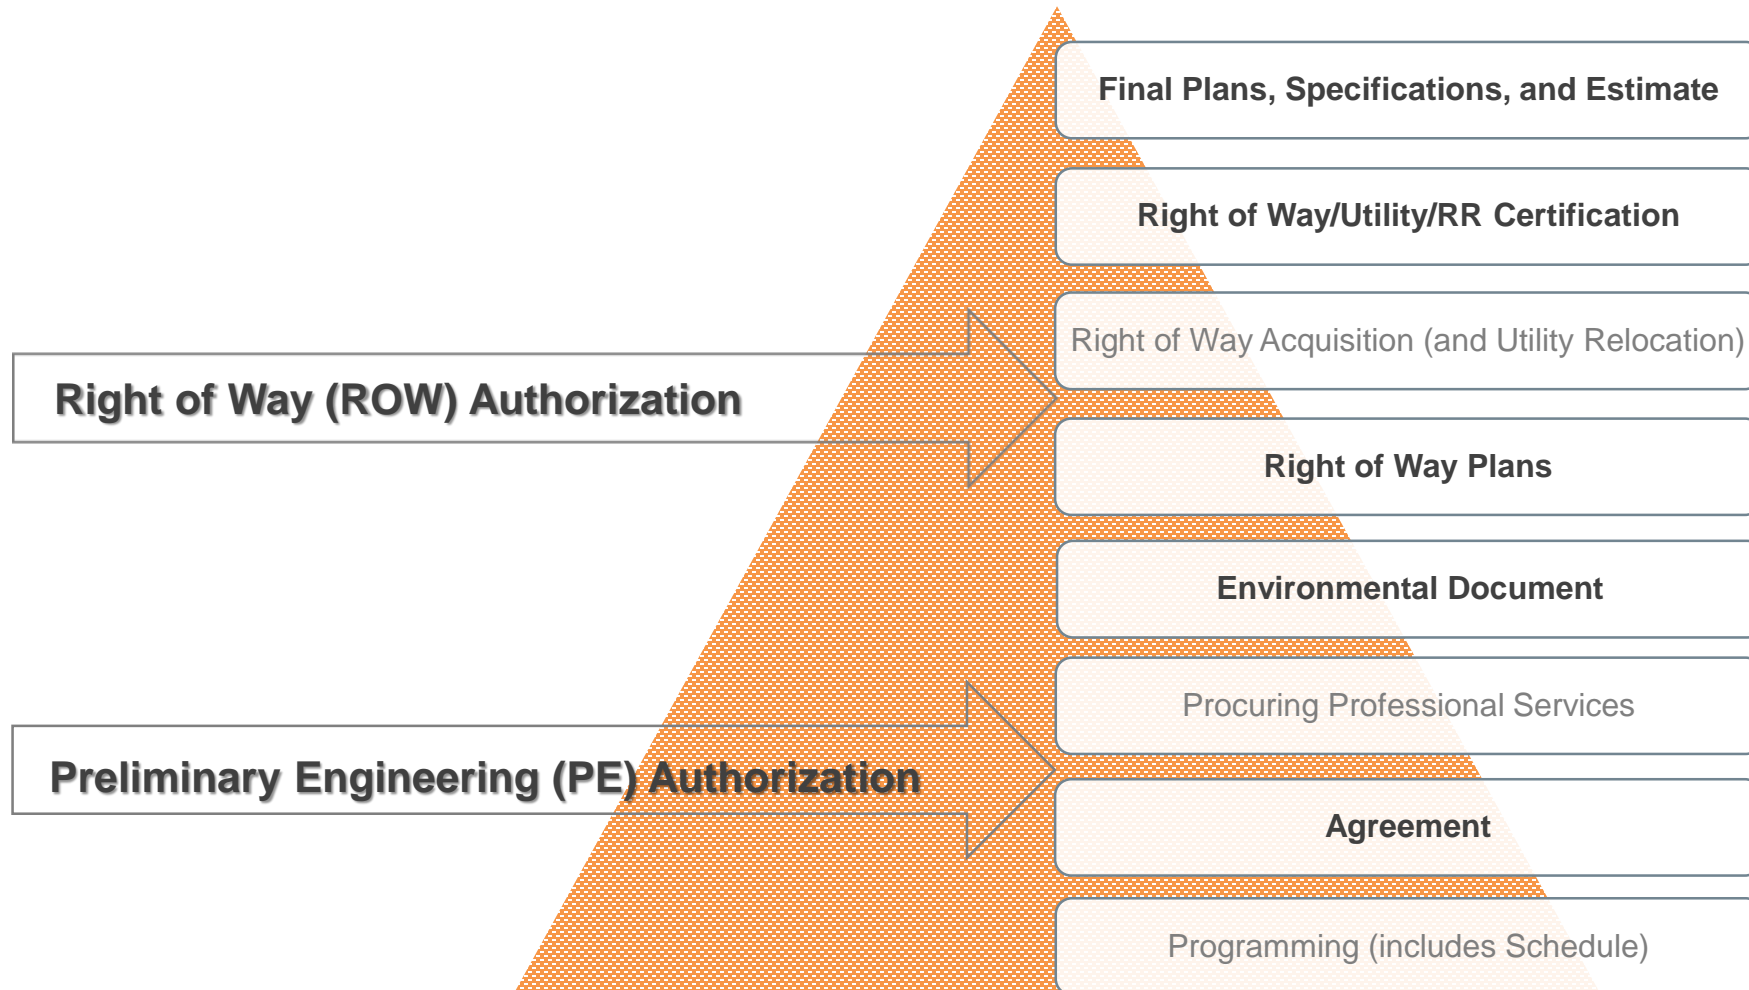 Final Plans, Specifications, and Estimate
Right of Way/Utility/RR Certification
Right of Way Acquisition (and Utility Relocation)
Right of Way (ROW) Authorization
Right of Way Plans
Environmental Document
Procuring Professional Services
Preliminary Engineering (PE) Authorization
Agreement
Programming (includes Schedule)